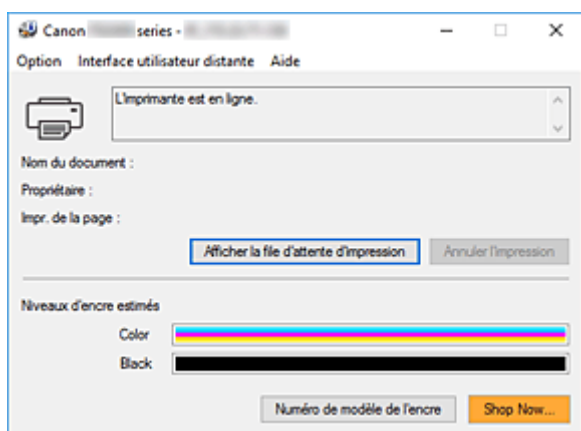 Canon series -
Option Interface utilisateur distante Aide
L'imprimante est en ligne.
Nom du document :
Propriétaire :
Impr. de la page :
Afficher la file d'attente d'impression Annuler l'impression
Niveaux d'encre estimés
Color
Black
Numéro de modèle de l'encre Shop Now...